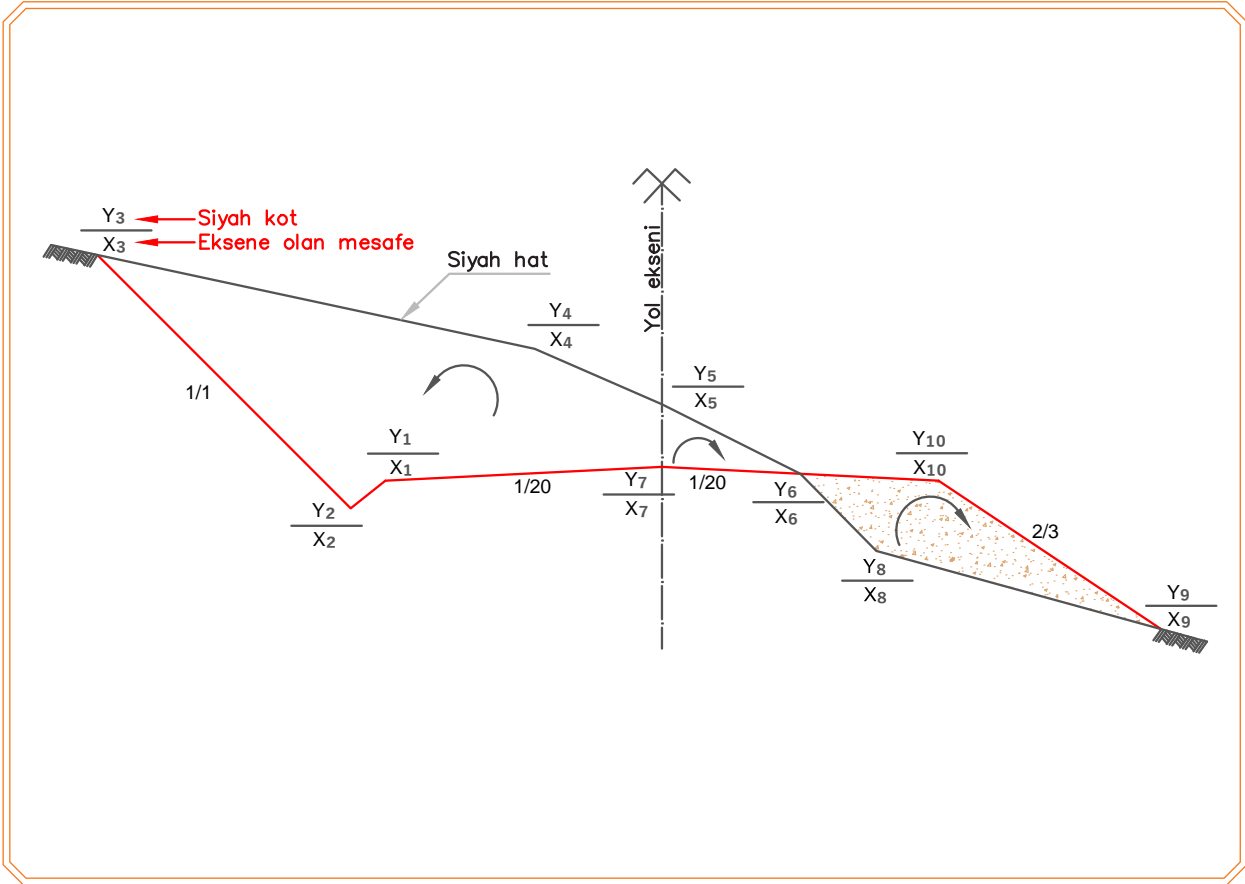 Y3
X3
Siyah kot
Eksene olan mesafe
Siyah hat
Yol ekseni
Y4
X4
Y5
X5
1/1
Y1
X1
Y10
X10
1/20
Y7
X7
1/20
Y6
X6
Y2
X2
2/3
Y8
X8
Y9
X9